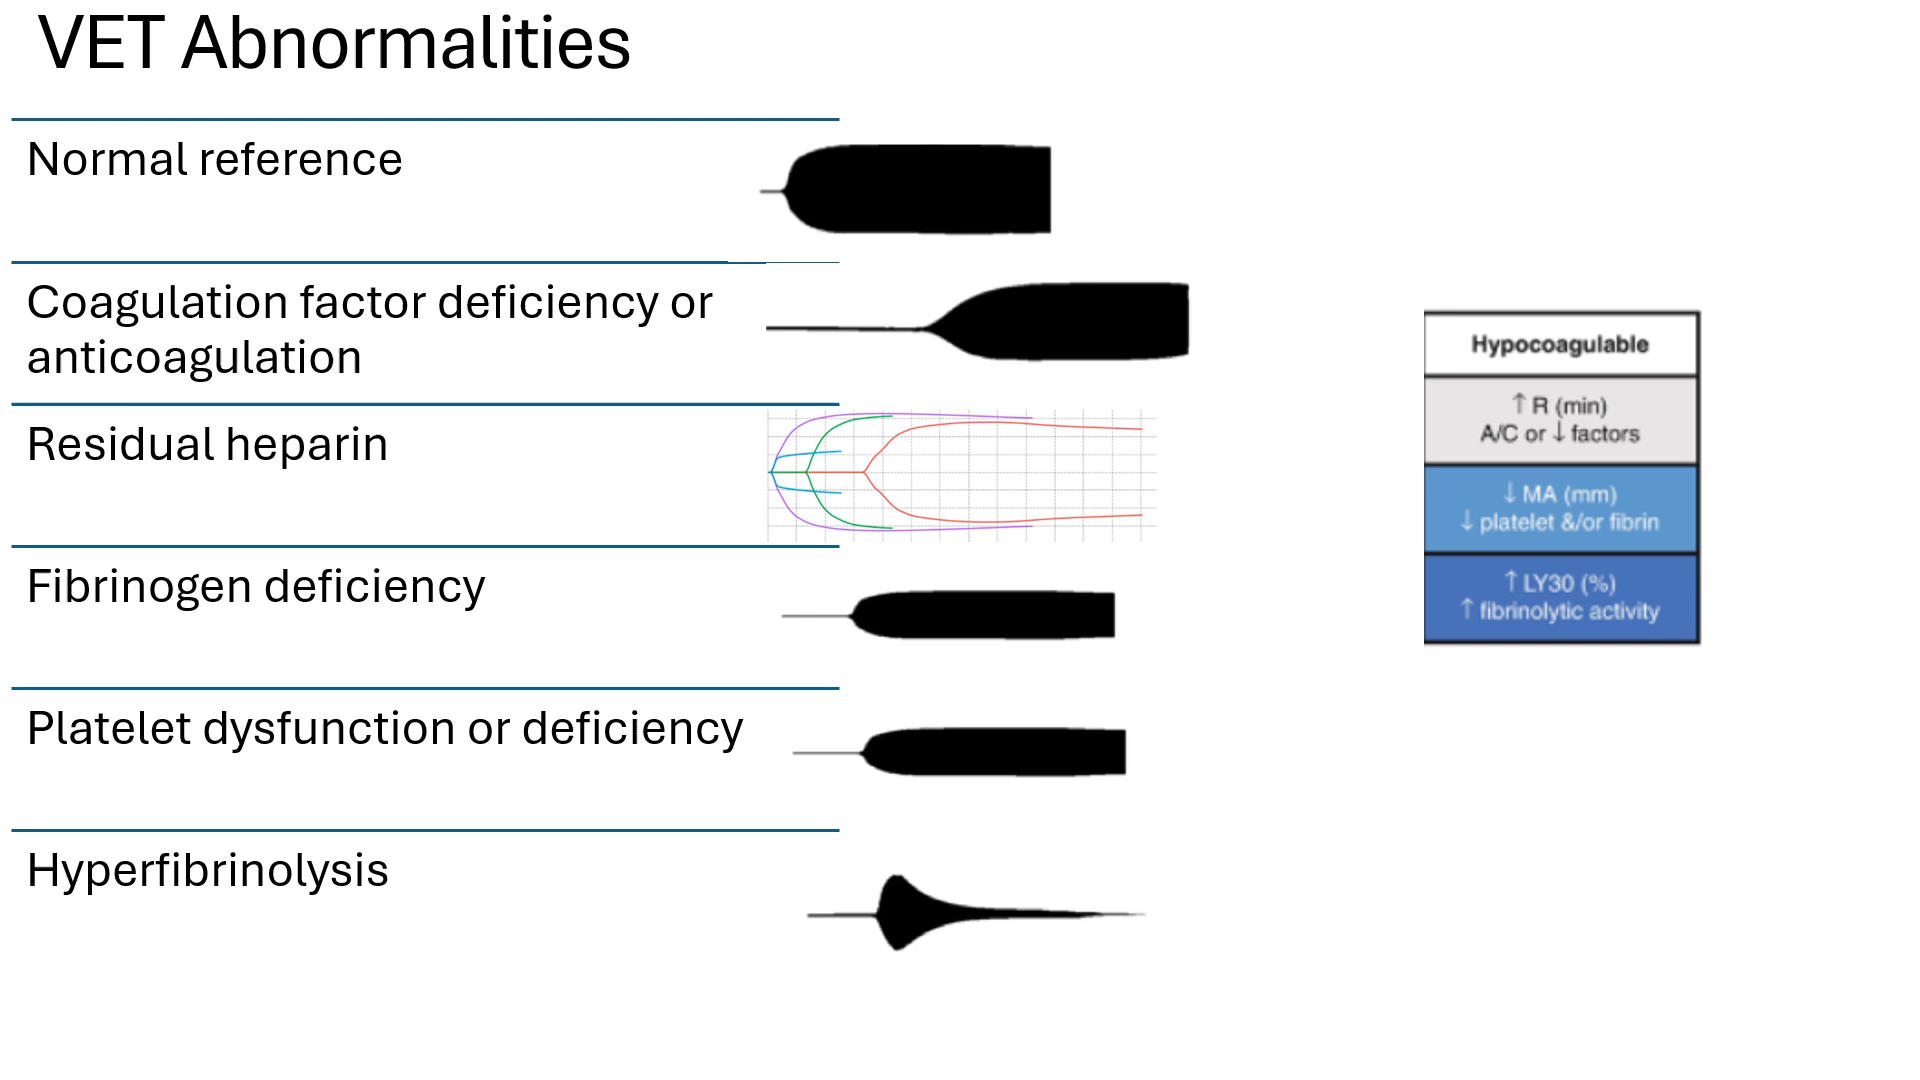 VET Abnormalities
Normal reference
Coagulation factor deficiency or
anticoagulation
Residual heparin
Fibrinogen deficiency
Platelet dysfunction or deficiency
Hyperfibrinolysis
Hypocoagulable
↑ R (min)
A/C or ↓ factors
↓ MA (mm)
↓ platelet &/or fibrin
↑ LY30 (%)
↑ fibrinolytic activity